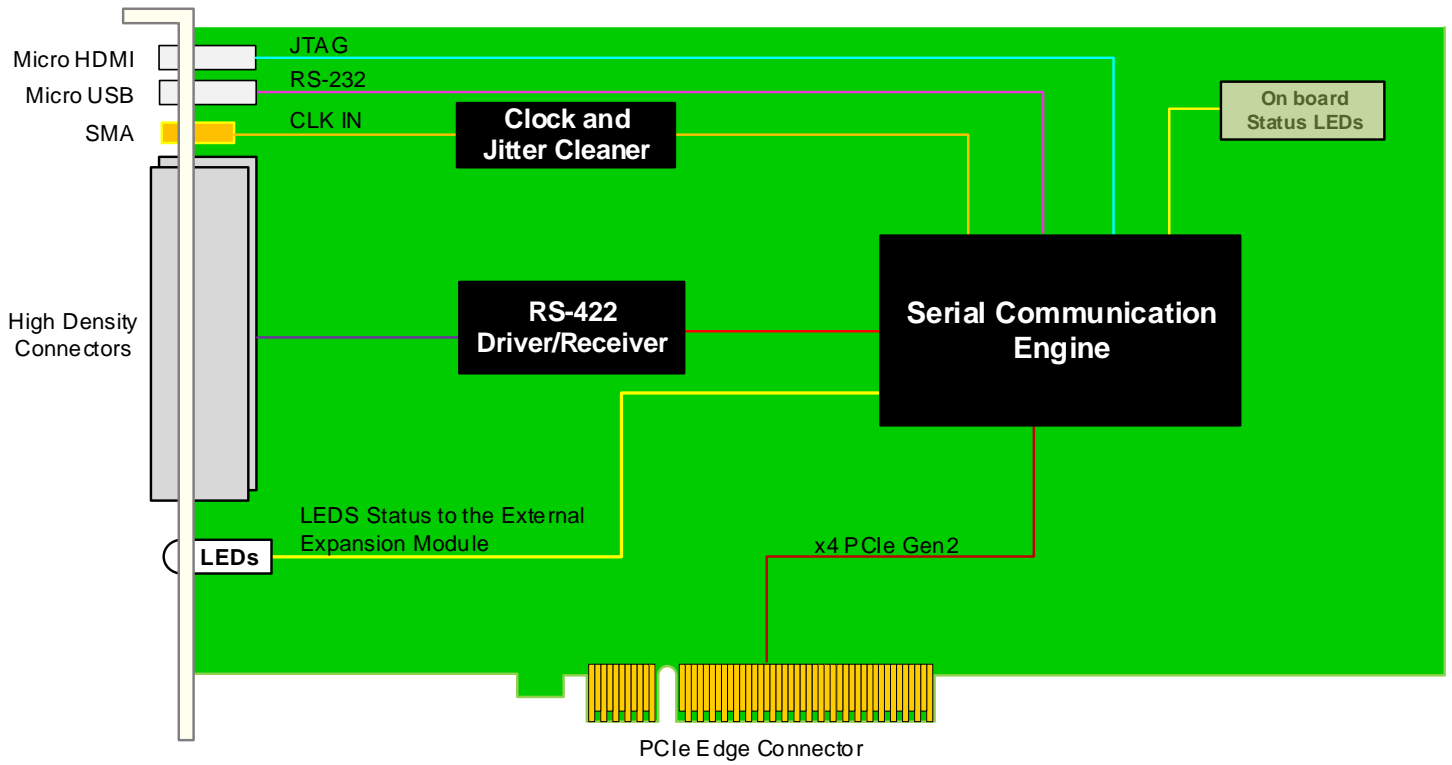 Micro HDMI
JTAG
Micro USB
RS-232
SMA
CLK IN
Clock and
Jitter Cleaner
On board
Status LEDs
High Density
Connectors
RS-422
Driver/Receiver
Serial Communication
Engine
LEDS Status to the External
Expansion Module
LEDs
x4 PCIe Gen2
PCIe Edge Connector